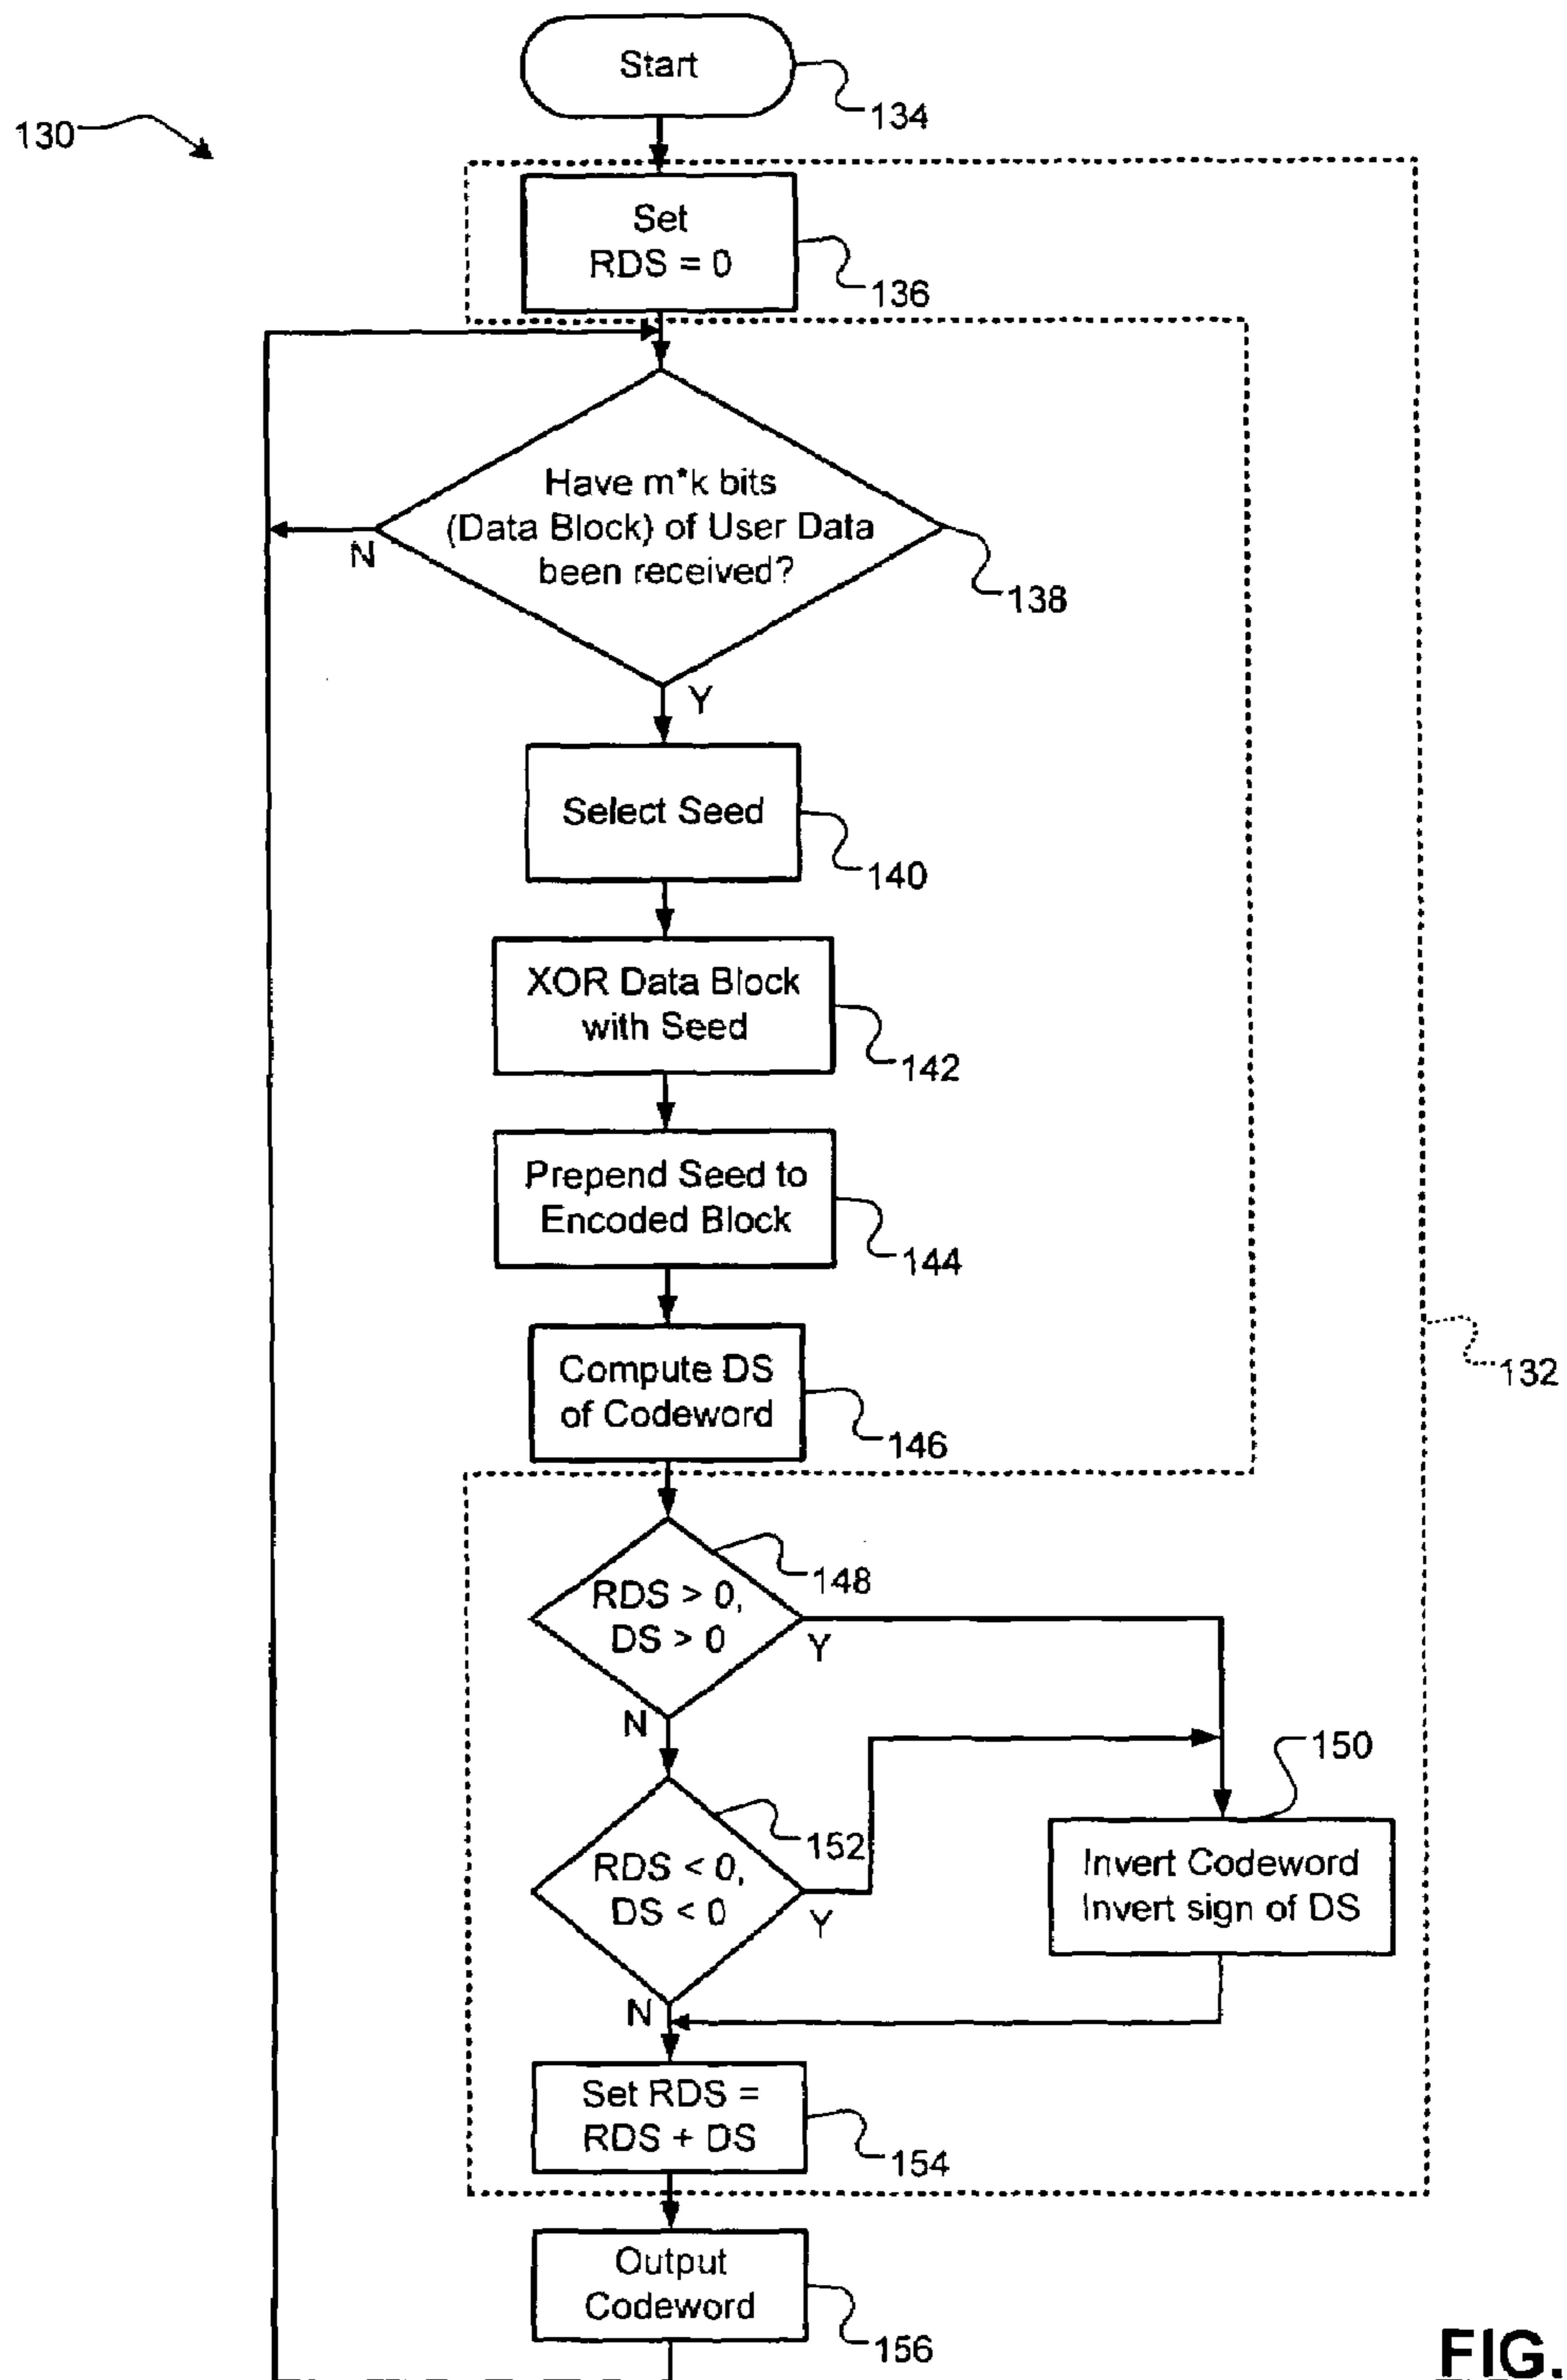 Start
134
130
Set
RDS = 0
136
Have m*k bits
(Data Block) of User Data
been received?
N
138
Y
Select Seed
140
XOR Data Block
with Seed
142
Prepend Seed to
Encoded Block
144
Compute DS
of Codeword
146
132
148
RDS > 0,
DS > 0
Y
N
150
152
RDS < 0,
DS < 0
Y
Invert Codeword
Invert sign of DS
N
Set RDS =
RDS + DS
154
Output
Codeword
156
FIG.